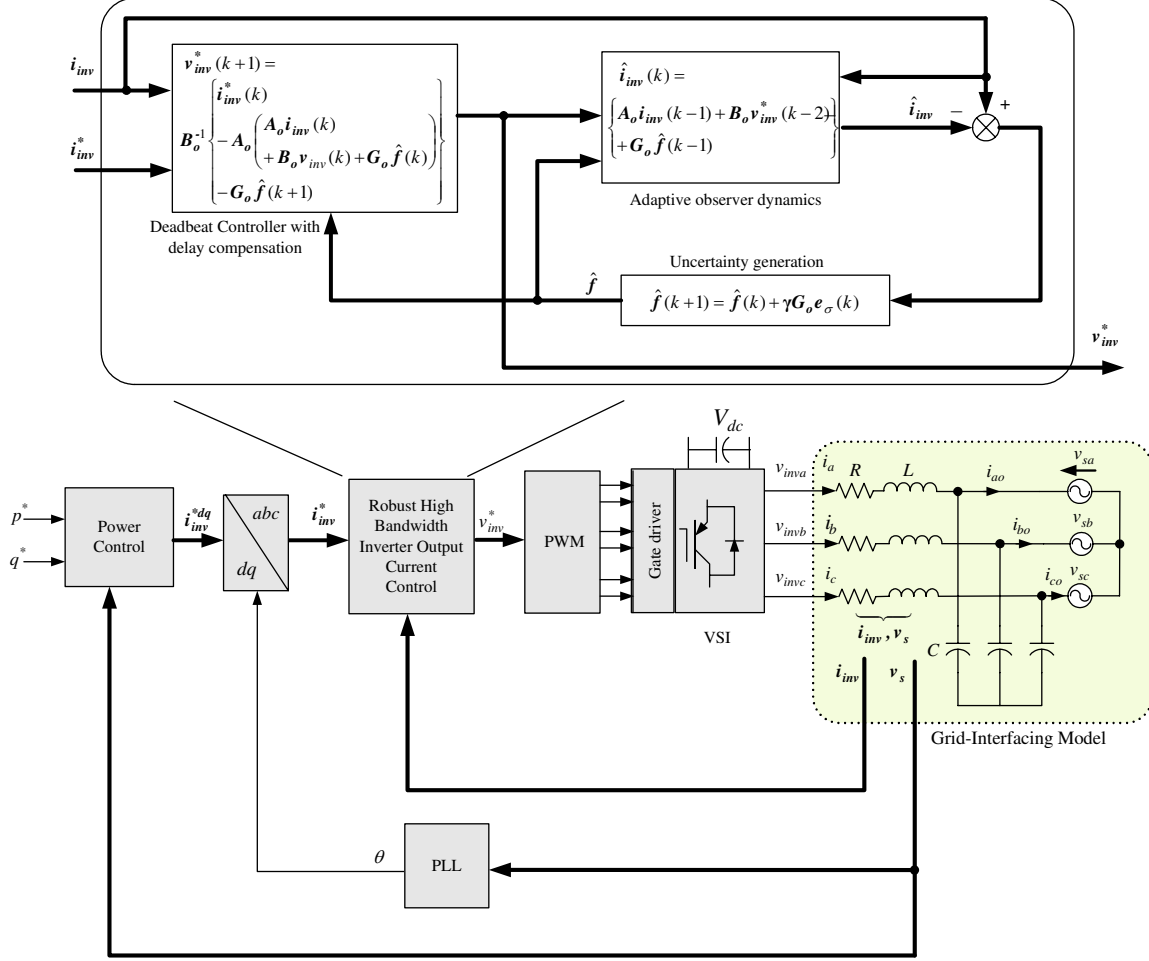 i_inv
i*_inv
v*_inv(k+1) =
B_o^-1 { i*_inv(k)
− A_o ( A_o i_inv(k)
+ B_o v_inv(k) + G_o f̂(k) )
− G_o f̂(k+1) }
Deadbeat Controller with
delay compensation
î_inv(k) =
{ A_o i_inv(k−1) + B_o v*_inv(k−2)
+ G_o f̂(k−1) }
Adaptive observer dynamics
î_inv
−
+
Uncertainty generation
f̂
f̂(k+1) = f̂(k) + γG_o e_σ(k)
v*_inv
p*
q*
Power
Control
i_inv^*dq
abc
dq
i*_inv
Robust High
Bandwidth
Inverter Output
Current
Control
v*_inv
PWM
Gate driver
V_dc
VSI
v_inva
v_invb
v_invc
i_a
i_b
i_c
R
L
i_ao
i_bo
i_co
v_sa
v_sb
v_sc
i_inv, v_s
C
i_inv
v_s
Grid-Interfacing Model
θ
PLL